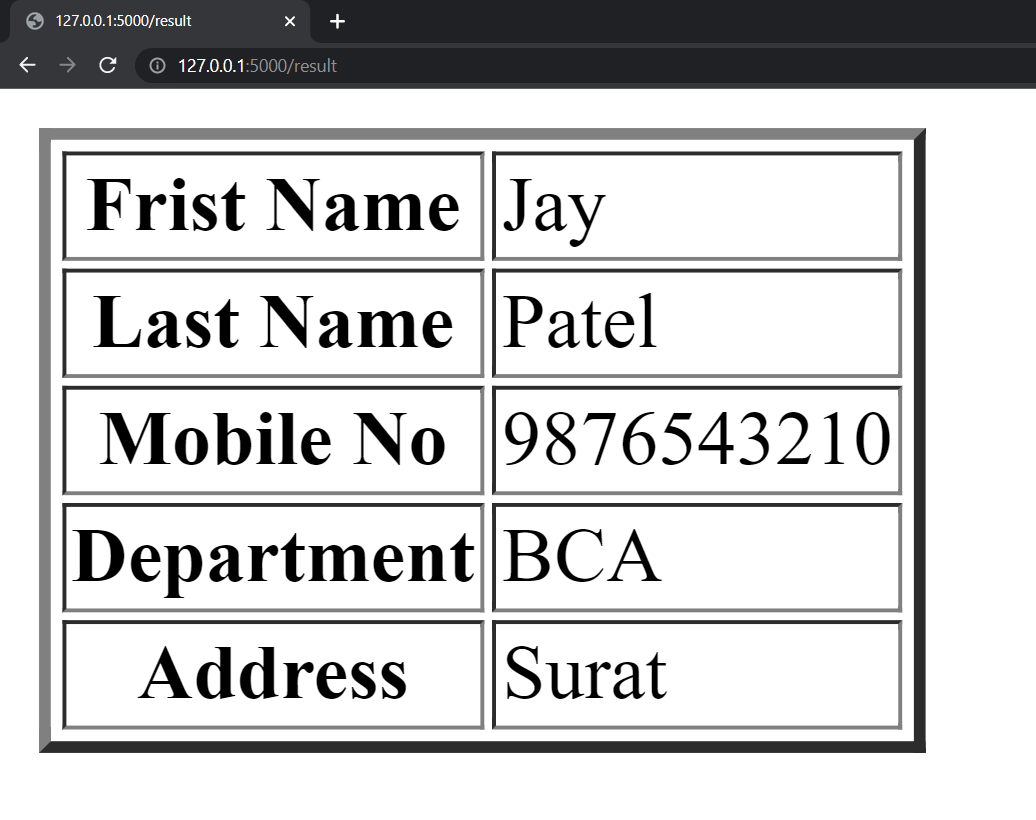 127.0.0.1:5000/result
127.0.0.1:5000/result
Frist Name Jay
Last Name Patel
Mobile No 9876543210
Department BCA
Address Surat